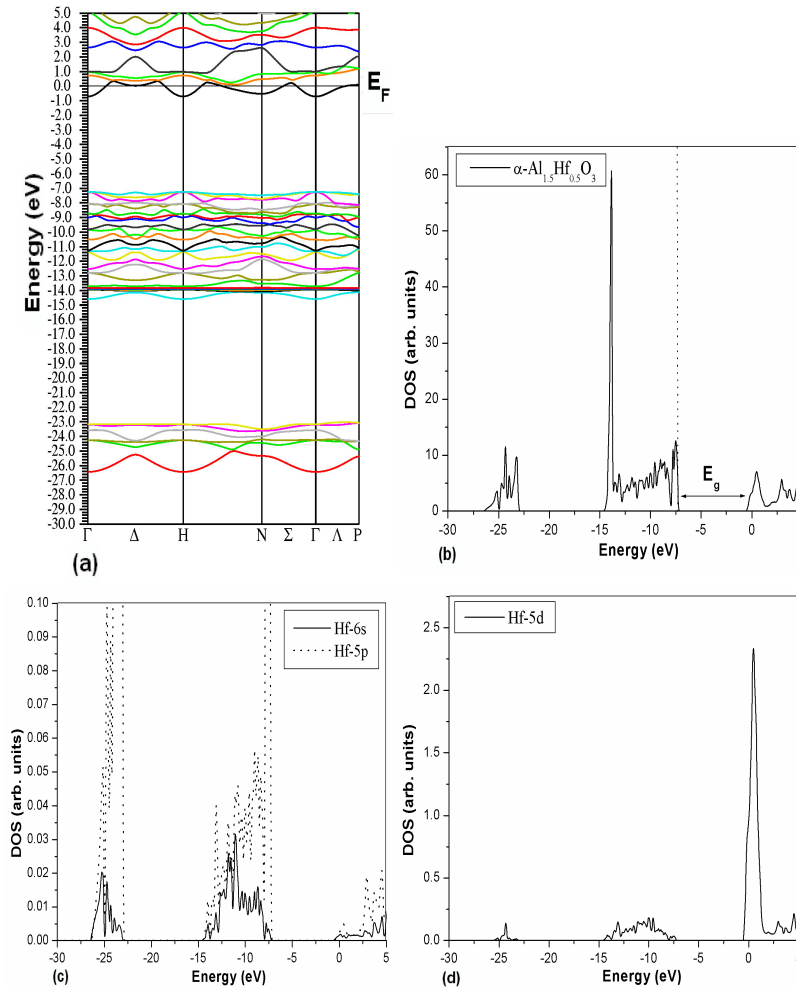 5.0
4.0
3.0
2.0
1.0
0.0
-1.0
-2.0
-3.0
-4.0
-5.0
-6.0
-7.0
-8.0
-9.0
-10.0
-11.0
-12.0
-13.0
-14.0
-15.0
-16.0
-17.0
-18.0
-19.0
-20.0
-21.0
-22.0
-23.0
-24.0
-25.0
-26.0
-27.0
-28.0
-29.0
-30.0
Energy (eV)
E_F
Γ Δ H N Σ Γ Λ P
(a)
α-Al1.5Hf0.5O3
60
50
40
30
20
10
0
DOS (arb. units)
Eg
-30 -25 -20 -15 -10 -5 0 5
Energy (eV)
(b)
Hf-6s
Hf-5p
0.10
0.09
0.08
0.07
0.06
0.05
0.04
0.03
0.02
0.01
0.00
DOS (arb. units)
-30 -25 -20 -15 -10 -5 0 5
Energy (eV)
(c)
Hf-5d
2.5
2.0
1.5
1.0
0.5
0.0
DOS (arb. units)
-30 -25 -20 -15 -10 -5 0 5
Energy (eV)
(d)